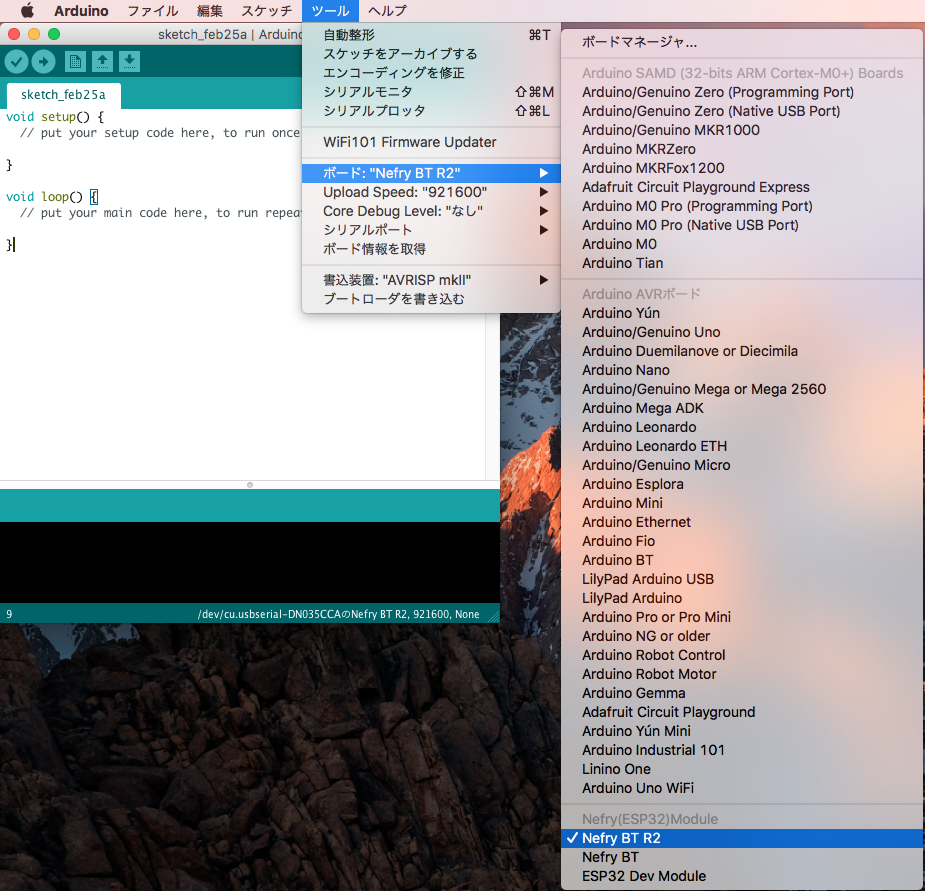 Arduino ファイル 編集 スケッチ ツール ヘルプ
sketch_feb25a | Arduino
sketch_feb25a
void setup() {
// put your setup code here, to run once
}
void loop() {
// put your main code here, to run repea
}
9
/dev/cu.usbserial-DN035CCAのNefry BT R2, 921600, None
自動整形 ⌘T
スケッチをアーカイブする
エンコーディングを修正
シリアルモニタ ⇧⌘M
シリアルプロッタ ⇧⌘L
WiFi101 Firmware Updater
ボード: "Nefry BT R2"
Upload Speed: "921600"
Core Debug Level: "なし"
シリアルポート
ボード情報を取得
書込装置: "AVRISP mkII"
ブートローダを書き込む
ボードマネージャ...
Arduino SAMD (32-bits ARM Cortex-M0+) Boards
Arduino/Genuino Zero (Programming Port)
Arduino/Genuino Zero (Native USB Port)
Arduino/Genuino MKR1000
Arduino MKRZero
Arduino MKRFox1200
Adafruit Circuit Playground Express
Arduino M0 Pro (Programming Port)
Arduino M0 Pro (Native USB Port)
Arduino M0
Arduino Tian
Arduino AVRボード
Arduino Yún
Arduino/Genuino Uno
Arduino Duemilanove or Diecimila
Arduino Nano
Arduino/Genuino Mega or Mega 2560
Arduino Mega ADK
Arduino Leonardo
Arduino Leonardo ETH
Arduino/Genuino Micro
Arduino Esplora
Arduino Mini
Arduino Ethernet
Arduino Fio
Arduino BT
LilyPad Arduino USB
LilyPad Arduino
Arduino Pro or Pro Mini
Arduino NG or older
Arduino Robot Control
Arduino Robot Motor
Arduino Gemma
Adafruit Circuit Playground
Arduino Yún Mini
Arduino Industrial 101
Linino One
Arduino Uno WiFi
Nefry(ESP32)Module
✓ Nefry BT R2
Nefry BT
ESP32 Dev Module